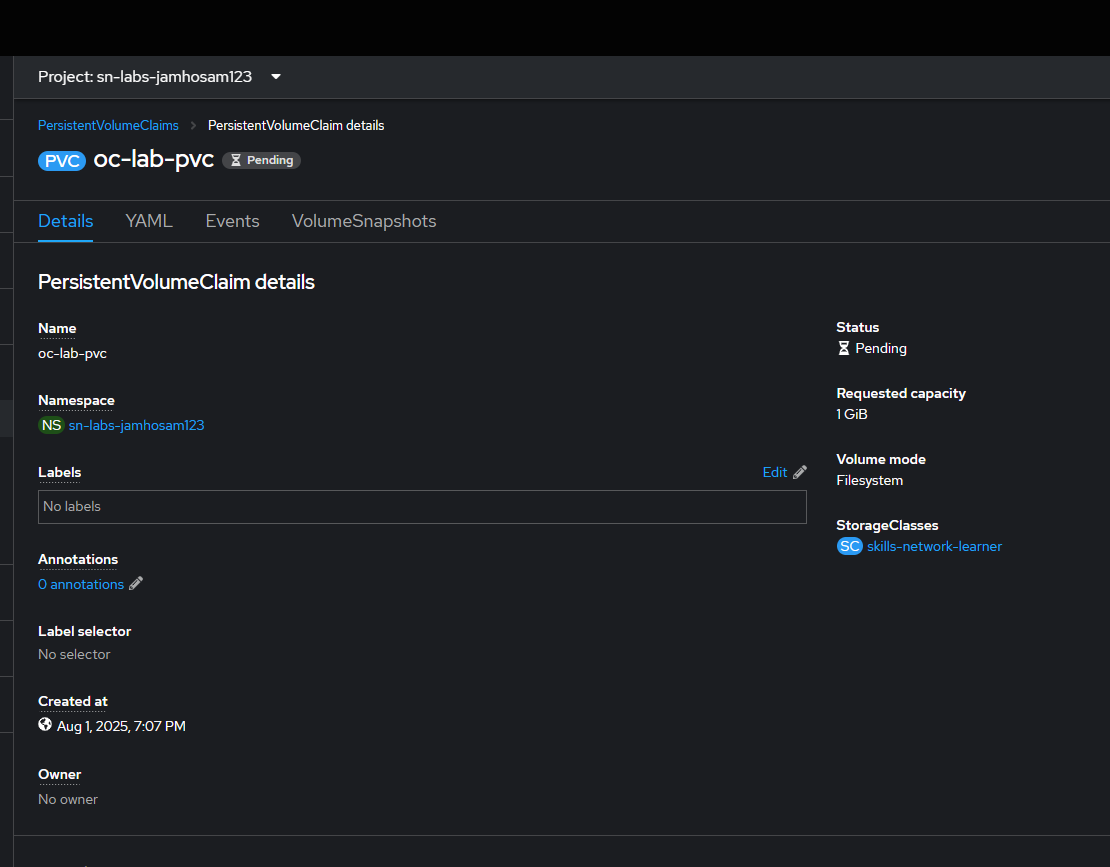 Project: sn-labs-jamhosam123
PersistentVolumeClaims > PersistentVolumeClaim details
PVC oc-lab-pvc Pending
Details YAML Events VolumeSnapshots
PersistentVolumeClaim details
Name
oc-lab-pvc
Namespace
NS sn-labs-jamhosam123
Labels Edit
No labels
Annotations
0 annotations
Label selector
No selector
Created at
Aug 1, 2025, 7:07 PM
Owner
No owner
Status
Pending
Requested capacity
1 GiB
Volume mode
Filesystem
StorageClasses
SC skills-network-learner